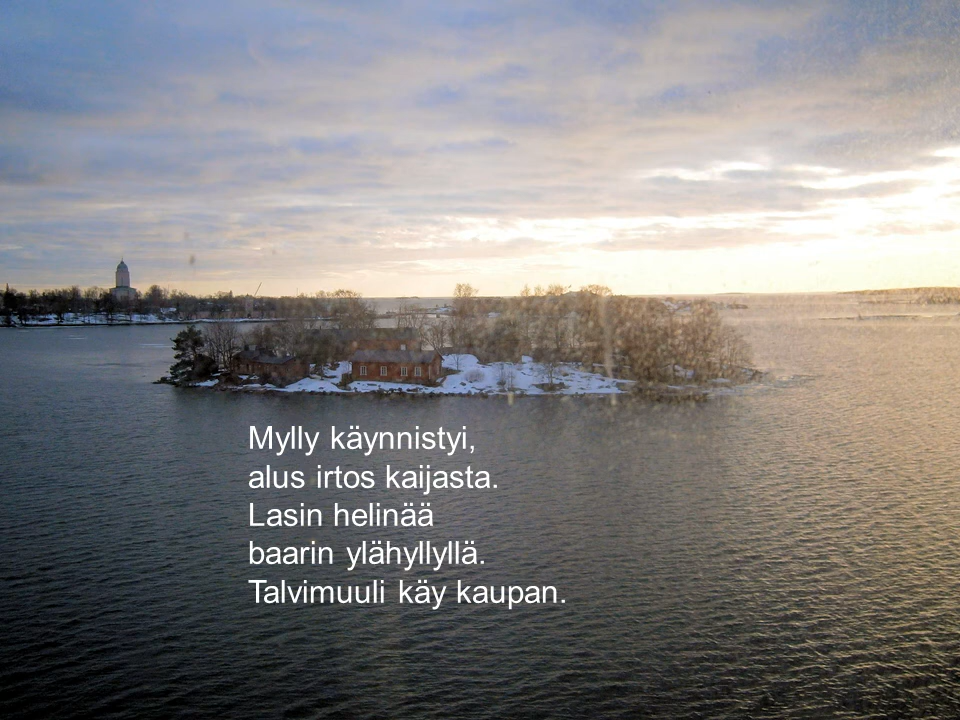 Mylly käynnistyi,
alus irtos kaijasta.
Lasin helinää
baarin ylähyllyllä.
Talvimuuli käy kaupan.